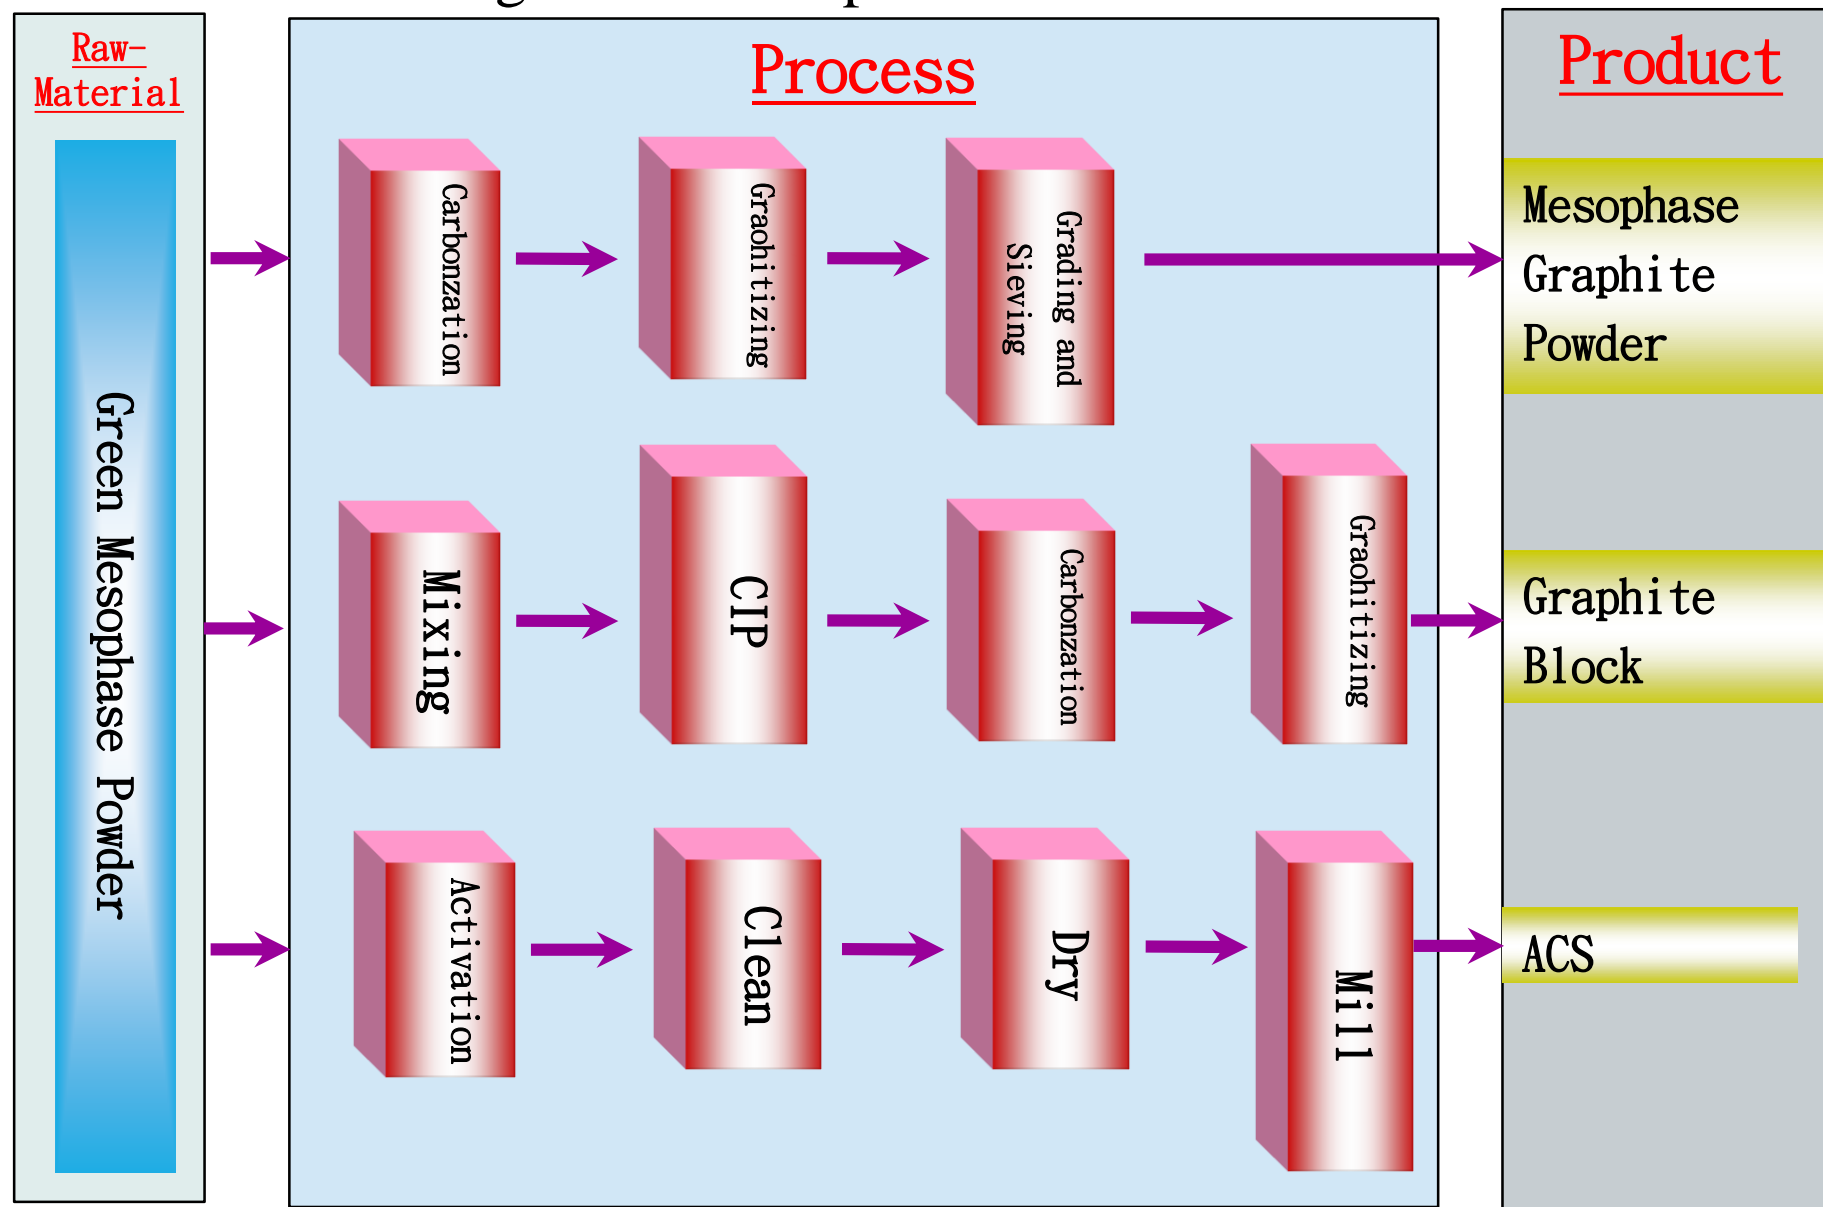 Raw-
Material
Process
Product
Green Mesophase Powder
Carbonzation
Graohitizing
Grading and
Sieving
Mesophase
Graphite
Powder
Mixing
CIP
Carbonzation
Graohitizing
Graphite
Block
Activation
Clean
Dry
Mill
ACS